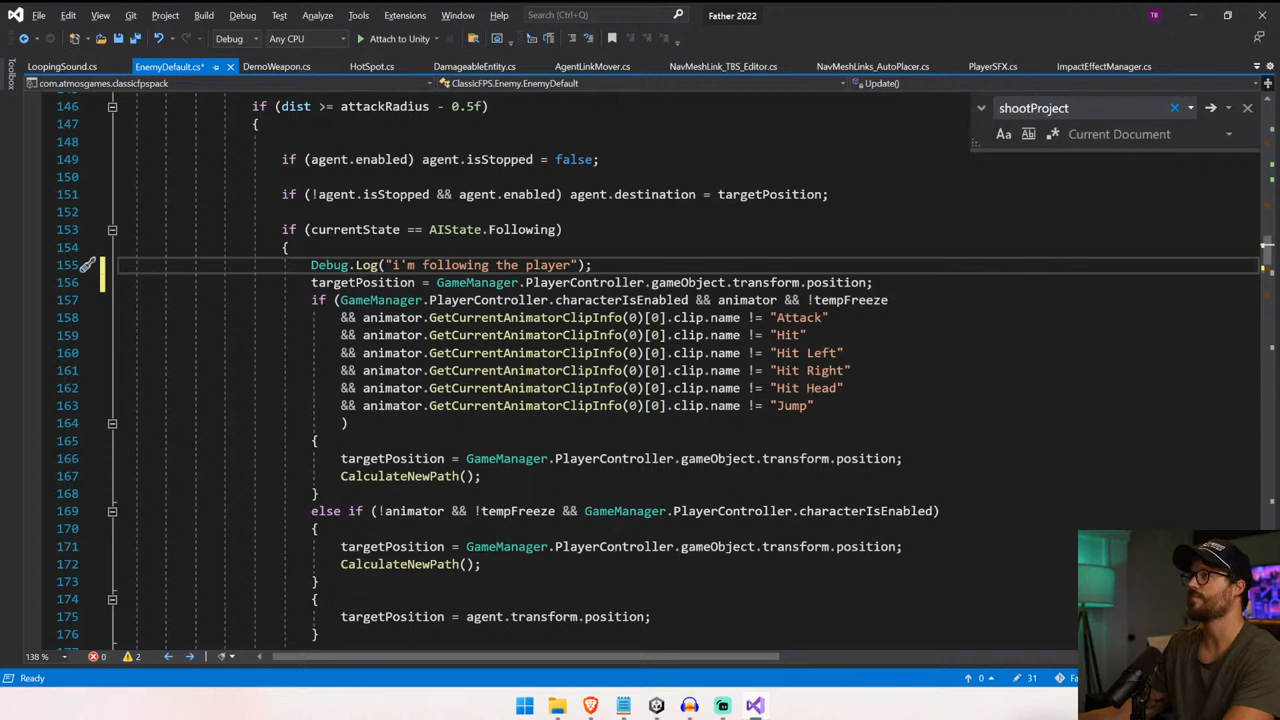 File Edit View Git Project Build Debug Test Analyze Tools Extensions Window Help Search (Ctrl+Q) Father 2022 TB
Debug Any CPU Attach to Unity
Toolbox
LoopingSound.cs EnemyDefault.cs* DemoWeapon.cs HotSpot.cs DamageableEntity.cs AgentLinkMover.cs NavMeshLink_TBS_Editor.cs NavMeshLinks_AutoPlacer.cs PlayerSFX.cs ImpactEffectManager.cs
com.atmosgames.classicfpspack ClassicFPS.Enemy.EnemyDefault Update()
shootProject
Aa Ab Current Document
146 if (dist >= attackRadius - 0.5f)
147 {
148
149 if (agent.enabled) agent.isStopped = false;
150
151 if (!agent.isStopped && agent.enabled) agent.destination = targetPosition;
152
153 if (currentState == AIState.Following)
154 {
155 Debug.Log("i'm following the player");
156 targetPosition = GameManager.PlayerController.gameObject.transform.position;
157 if (GameManager.PlayerController.characterIsEnabled && animator && !tempFreeze
158 && animator.GetCurrentAnimatorClipInfo(0)[0].clip.name != "Attack"
159 && animator.GetCurrentAnimatorClipInfo(0)[0].clip.name != "Hit"
160 && animator.GetCurrentAnimatorClipInfo(0)[0].clip.name != "Hit Left"
161 && animator.GetCurrentAnimatorClipInfo(0)[0].clip.name != "Hit Right"
162 && animator.GetCurrentAnimatorClipInfo(0)[0].clip.name != "Hit Head"
163 && animator.GetCurrentAnimatorClipInfo(0)[0].clip.name != "Jump"
164 )
165 {
166 targetPosition = GameManager.PlayerController.gameObject.transform.position;
167 CalculateNewPath();
168 }
169 else if (!animator && !tempFreeze && GameManager.PlayerController.characterIsEnabled)
170 {
171 targetPosition = GameManager.PlayerController.gameObject.transform.position;
172 CalculateNewPath();
173 }
174 {
175 targetPosition = agent.transform.position;
176 }
138 % 0 2
Ready 0 31